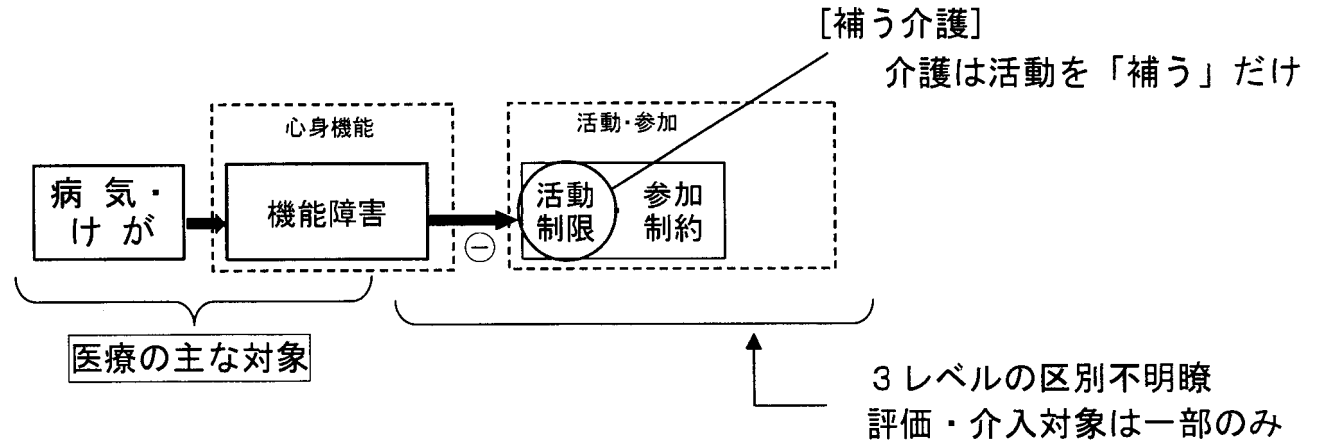 [補う介護]
介護は活動を「補う」だけ
心身機能
活動・参加
病気・
けが
機能障害
活動
制限
参加
制約
㊀
医療の主な対象
3レベルの区別不明瞭
評価・介入対象は一部のみ